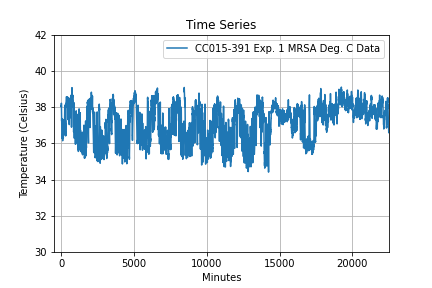 Time Series
CC015-391 Exp. 1 MRSA Deg. C Data
Temperature (Celsius)
42
40
38
36
34
32
30
0 5000 10000 15000 20000
Minutes